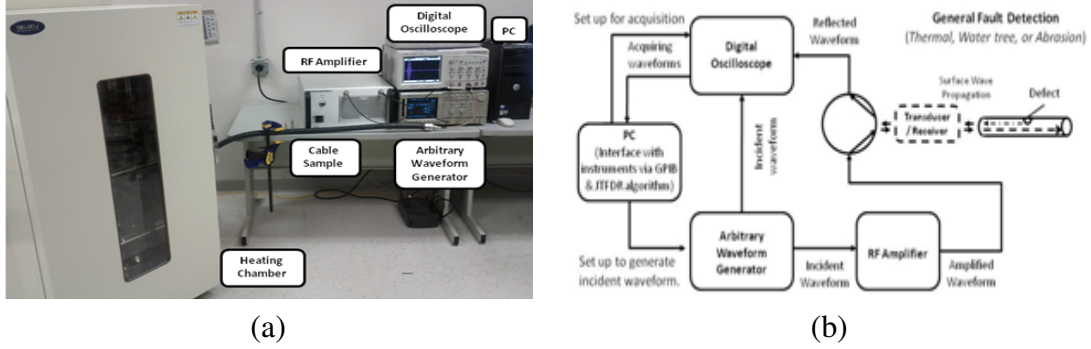 Digital
Oscilloscope
PC
RF Amplifier
Cable
Sample
Arbitrary
Waveform
Generator
Heating
Chamber
(a)
Set up for acquisition
Acquiring
waveforms
Digital
Oscilloscope
Reflected
Waveform
General Fault Detection
(Thermal, Water tree, or Abrasion)
Surface Wave
Propagation
Defect
Transducer
/ Receiver
PC
(Interface with
instruments via GPIB
& JTFDR algorithm)
Incident
waveform
Set up to generate
incident waveform.
Arbitrary
Waveform
Generator
Incident
Waveform
RF Amplifier
Amplified
Waveform
(b)